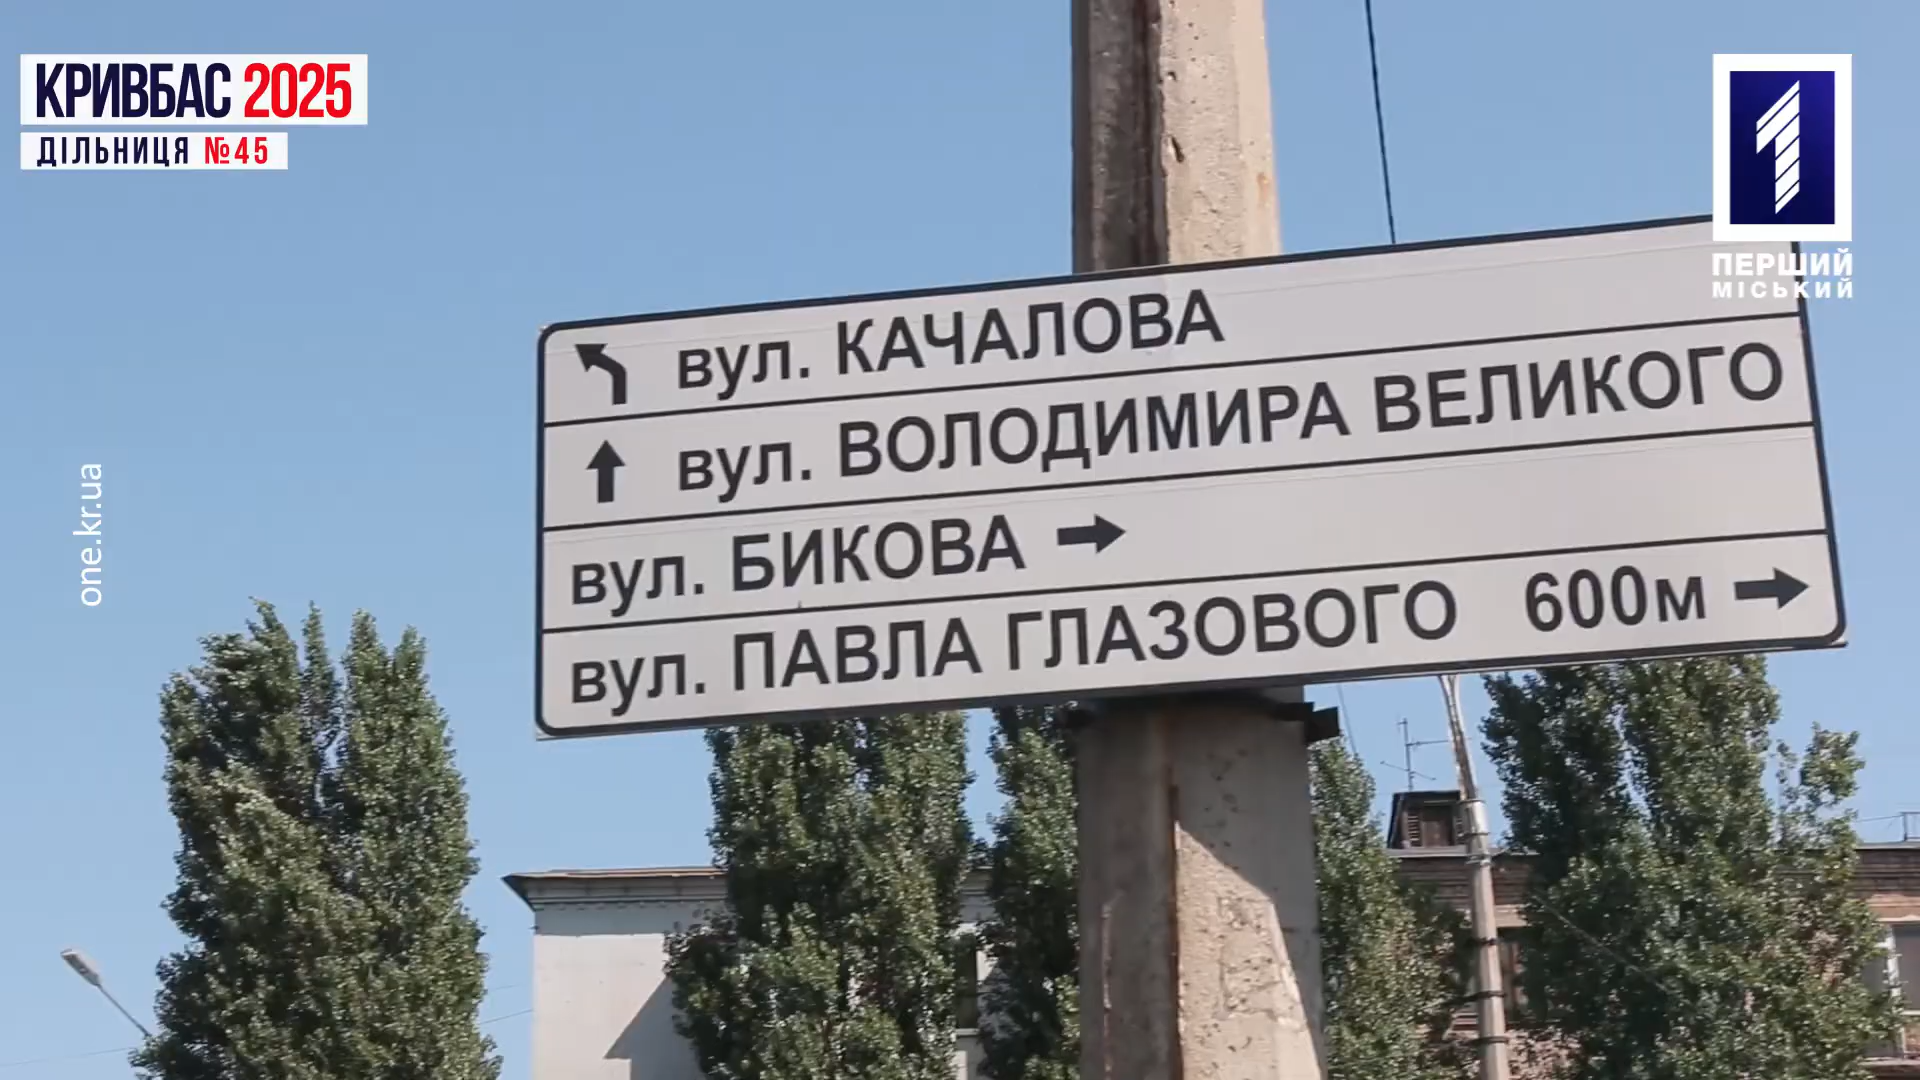 КРИВБАС 2025
ДІЛЬНИЦЯ №45
1
ПЕРШИЙ
МІСЬКИЙ
one.kr.ua
вул. КАЧАЛОВА
вул. ВОЛОДИМИРА ВЕЛИКОГО
вул. БИКОВА
вул. ПАВЛА ГЛАЗОВОГО 600м